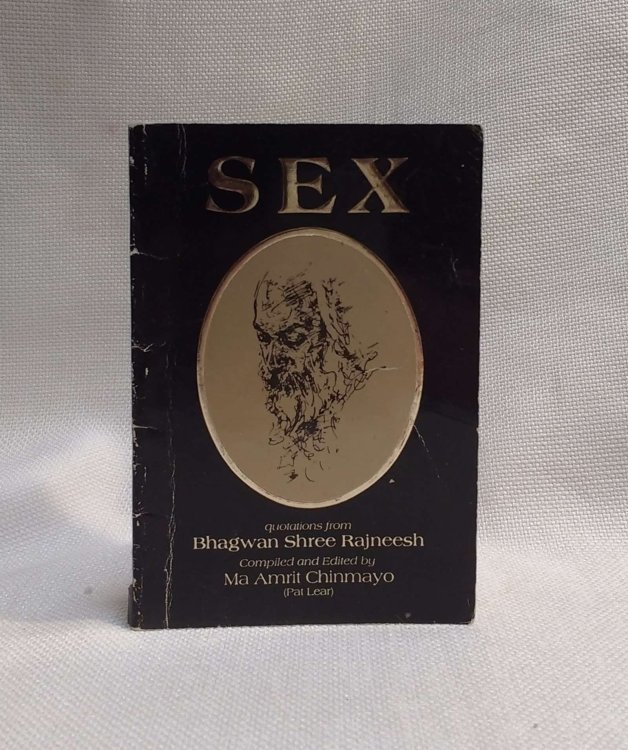 SEX
quotations from
Bhagwan Shree Rajneesh
Compiled and Edited by
Ma Amrit Chinmayo
(Pat Lear)